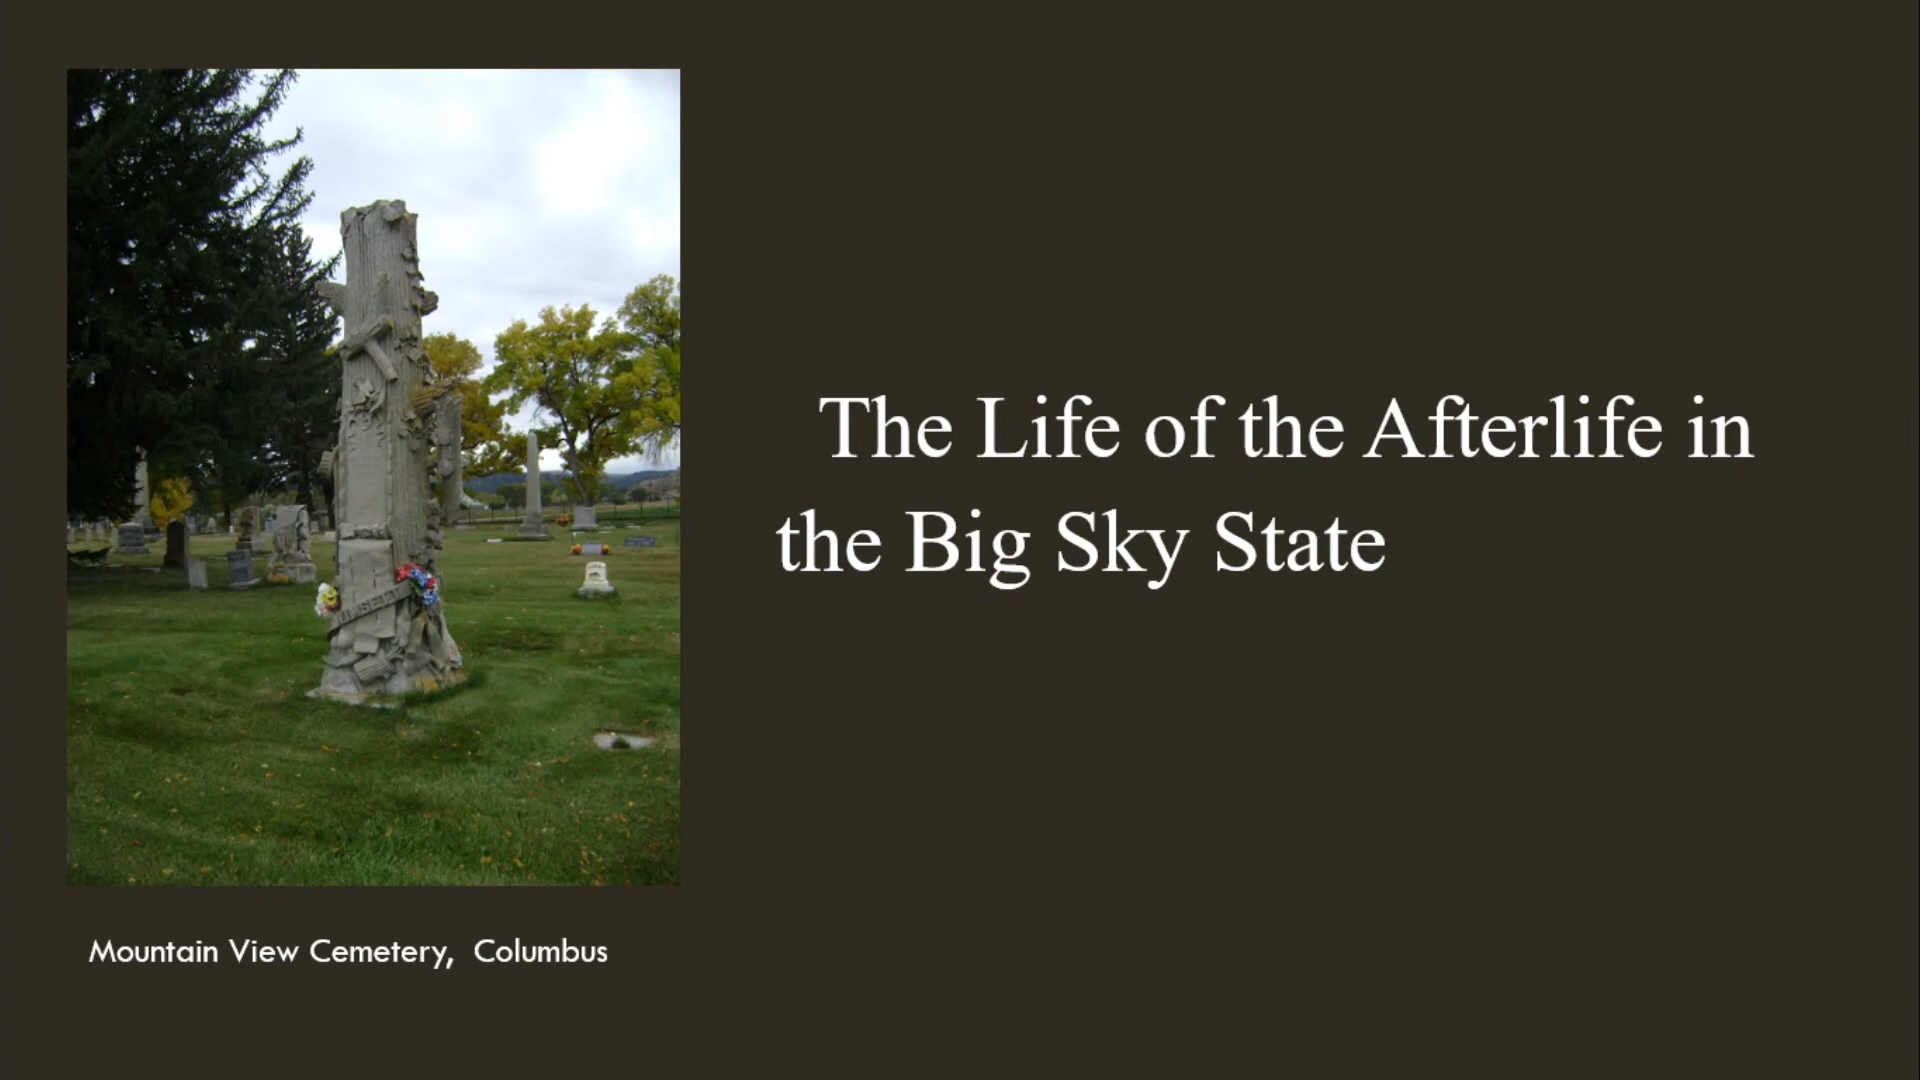 The Life of the Afterlife in
the Big Sky State
Mountain View Cemetery, Columbus